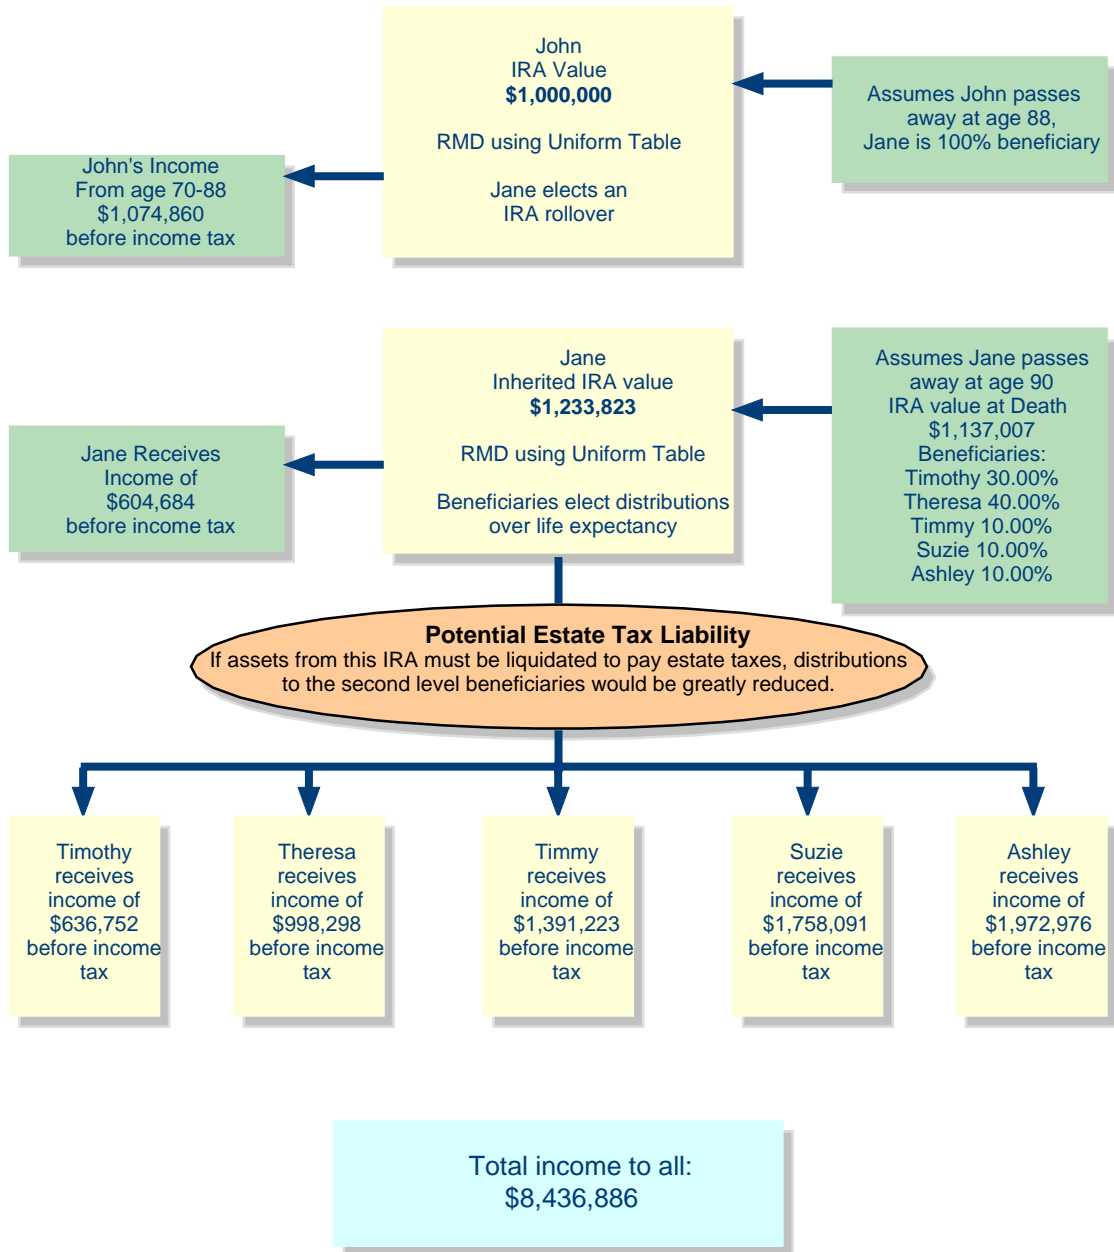 John
IRA Value
$1,000,000
RMD using Uniform Table
Jane elects an
IRA rollover
Assumes John passes
away at age 88,
Jane is 100% beneficiary
John's Income
From age 70-88
$1,074,860
before income tax
Jane
Inherited IRA value
$1,233,823
RMD using Uniform Table
Beneficiaries elect distributions
over life expectancy
Assumes Jane passes
away at age 90
IRA value at Death
$1,137,007
Beneficiaries:
Timothy 30.00%
Theresa 40.00%
Timmy 10.00%
Suzie 10.00%
Ashley 10.00%
Jane Receives
Income of
$604,684
before income tax
Potential Estate Tax Liability
If assets from this IRA must be liquidated to pay estate taxes, distributions
to the second level beneficiaries would be greatly reduced.
Timothy
receives
income of
$636,752
before income
tax
Theresa
receives
income of
$998,298
before income
tax
Timmy
receives
income of
$1,391,223
before income
tax
Suzie
receives
income of
$1,758,091
before income
tax
Ashley
receives
income of
$1,972,976
before income
tax
Total income to all:
$8,436,886